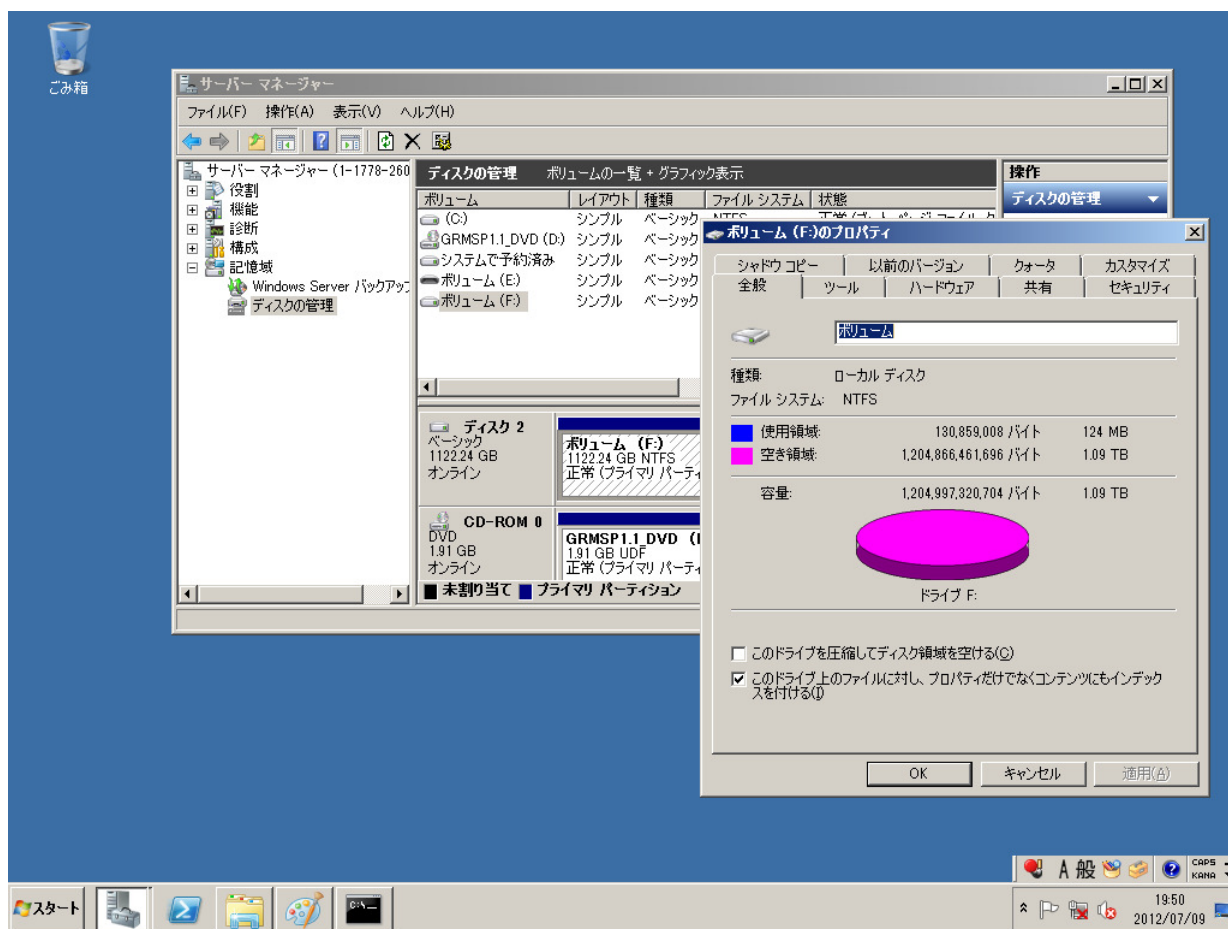 ごみ箱
サーバー マネージャー
ファイル(F) 操作(A) 表示(V) ヘルプ(H)
サーバー マネージャー (1-1778-260
役割
機能
診断
構成
記憶域
Windows Server バックアップ
ディスクの管理
ディスクの管理 ボリュームの一覧 + グラフィック表示
ボリューム レイアウト 種類 ファイル システム 状態
(C:) シンプル ベーシック NTFS
GRMSP1.1_DVD (D:) シンプル ベーシック
システムで予約済み シンプル ベーシック
ボリューム (E:) シンプル ベーシック
ボリューム (F:) シンプル ベーシック
ディスク 2
ベーシック
1122.24 GB
オンライン
ボリューム (F:)
1122.24 GB NTFS
正常 (プライマリ パーテ
CD-ROM 0
DVD
1.91 GB
オンライン
GRMSP1.1_DVD (
1.91 GB UDF
正常 (プライマリ パーテ
未割り当て プライマリ パーティション
操作
ディスクの管理
ボリューム (F:)のプロパティ
シャドウ コピー 以前のバージョン クォータ カスタマイズ
全般 ツール ハードウェア 共有 セキュリティ
ボリューム
種類: ローカル ディスク
ファイル システム: NTFS
使用領域: 130,859,008 バイト 124 MB
空き領域: 1,204,866,461,696 バイト 1.09 TB
容量: 1,204,997,320,704 バイト 1.09 TB
ドライブ F:
このドライブを圧縮してディスク領域を空ける(C)
このドライブ上のファイルに対し、プロパティだけでなくコンテンツにもインデック
スを付ける(I)
OK キャンセル 適用(A)
A 般 CAPS
KANA
スタート
C:\_
19:50
2012/07/09